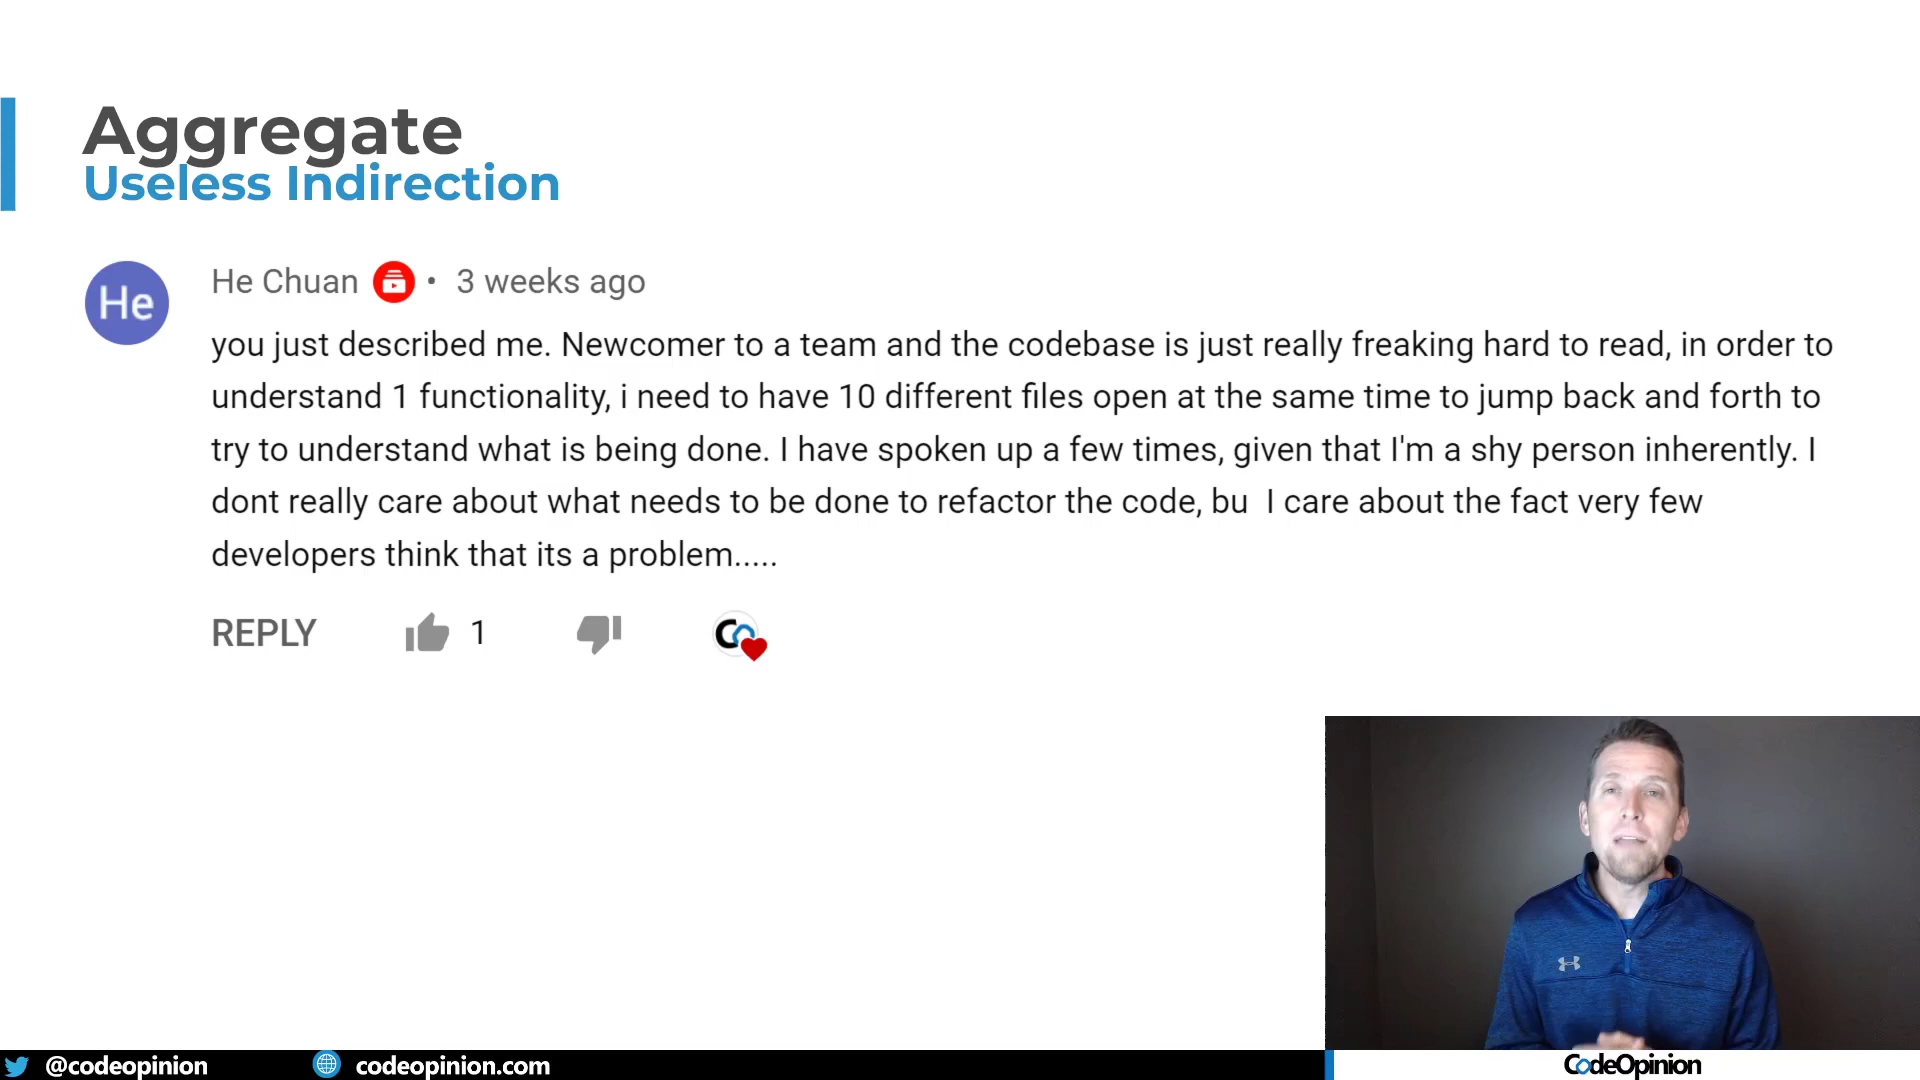 Aggregate
Useless Indirection
He
He Chuan • 3 weeks ago
you just described me. Newcomer to a team and the codebase is just really freaking hard to read, in order to
understand 1 functionality, i need to have 10 different files open at the same time to jump back and forth to
try to understand what is being done. I have spoken up a few times, given that I'm a shy person inherently. I
dont really care about what needs to be done to refactor the code, bu  I care about the fact very few
developers think that its a problem.....
REPLY 1
@codeopinion codeopinion.com CodeOpinion